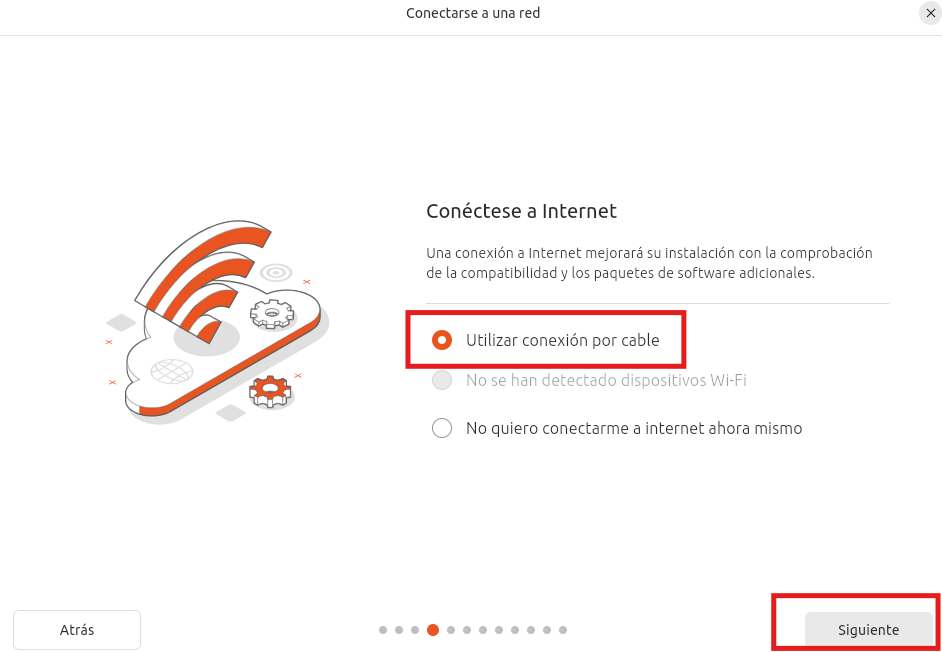 Conectarse a una red
Conéctese a Internet
Una conexión a Internet mejorará su instalación con la comprobación
de la compatibilidad y los paquetes de software adicionales.
Utilizar conexión por cable
No se han detectado dispositivos Wi-Fi
No quiero conectarme a internet ahora mismo
Atrás
Siguiente